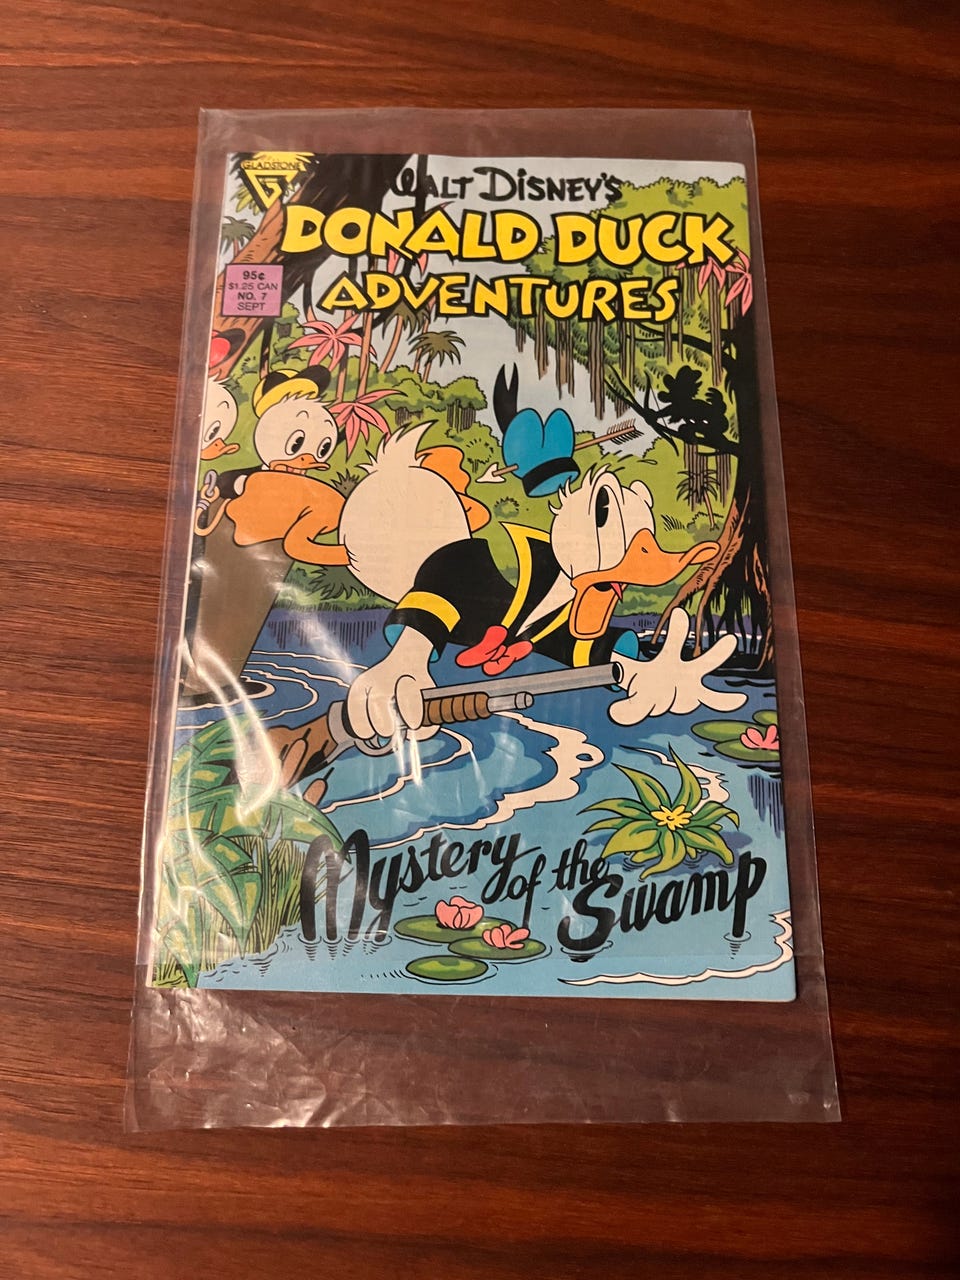 GLADSTONE
WALT DISNEY'S
DONALD DUCK
ADVENTURES
95¢
$1.25 CAN
NO. 7
SEPT
Mystery of the Swamp